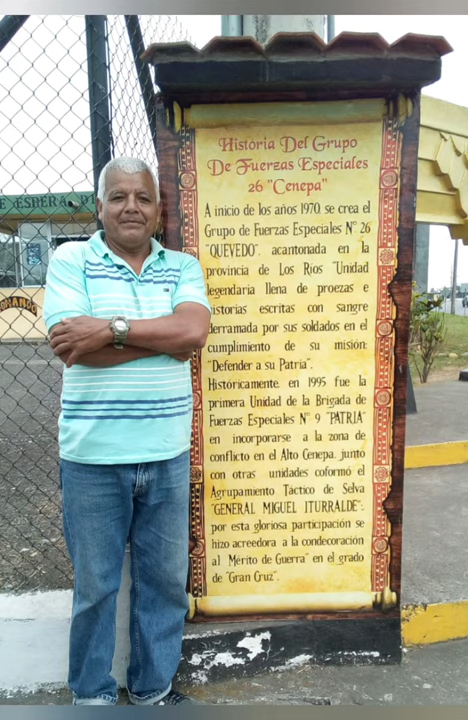 Historia Del Grupo
De Fuerzas Especiales
26 "Cenepa"
A inicio de los años 1970, se crea el
Grupo de Fuerzas Especiales Nº 26
"QUEVEDO", acantonada en la
provincia de Los Ríos "Unidad
legendaria llena de proezas e
historias escritas con sangre
derramada por sus soldados en el
cumplimiento de su misión:
"Defender a su Patria".
Históricamente, en 1995 fue la
primera Unidad de la Brigada de
Fuerzas Especiales Nº 9 "PATRIA"
en incorporarse a la zona de
conflicto en el Alto Cenepa, junto
con otras unidades coformó el
Agrupamiento Táctico de Selva
"GENERAL MIGUEL ITURRALDE";
por esta gloriosa participación se
hizo acreedora a la condecoración
al Mérito de Guerra" en el grado
de "Gran Cruz".
E ESPERA